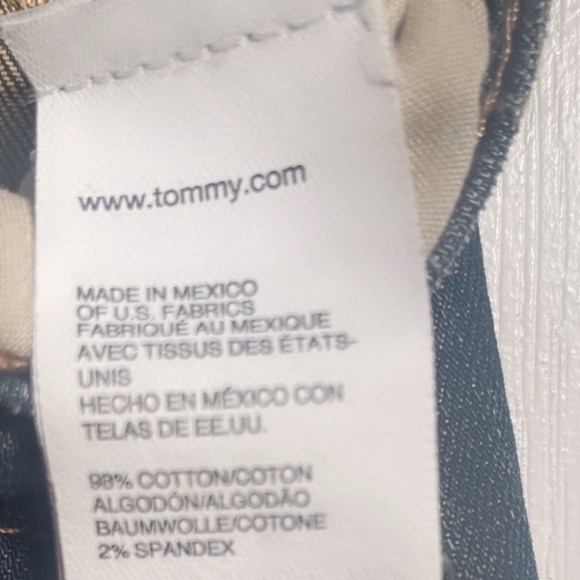 www.tommy.com
MADE IN MEXICO
OF U.S. FABRICS
FABRIQUÉ AU MEXIQUE
AVEC TISSUS DES ÉTATS-
UNIS
HECHO EN MÉXICO CON
TELAS DE EE.UU.
98% COTTON/COTON
ALGODÓN/ALGODÃO
BAUMWOLLE/COTONE
2% SPANDEX